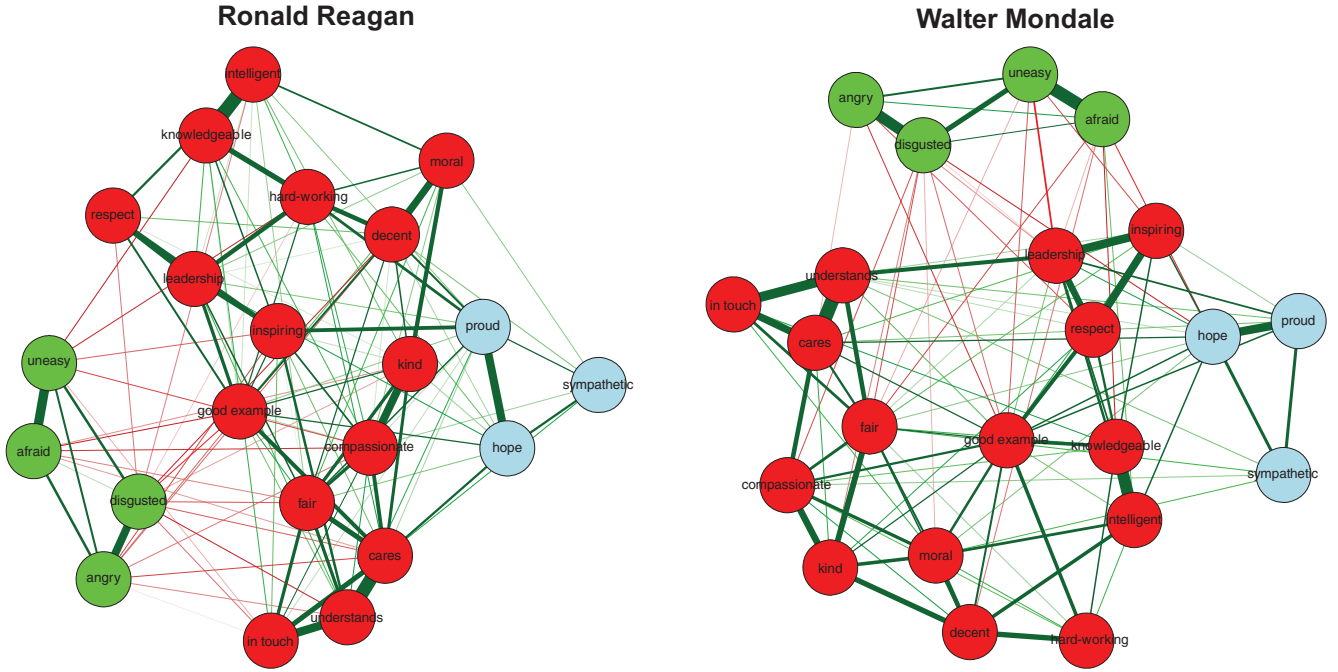 Ronald Reagan
intelligent
knowledgeable
moral
hard-working
respect
decent
leadership
inspiring
proud
uneasy
kind
sympathetic
good example
afraid
compassionate
hope
disgusted
fair
cares
angry
understands
in touch
Walter Mondale
uneasy
angry
afraid
disgusted
inspiring
leadership
understands
in touch
proud
respect
hope
cares
fair
good example
knowledgeable
sympathetic
compassionate
intelligent
moral
kind
decent
hard-working